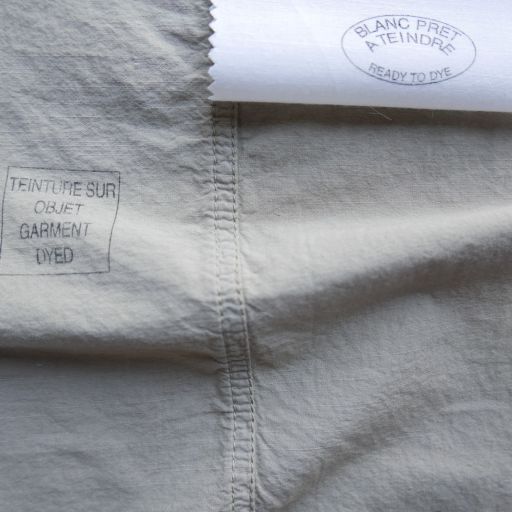 BLANC PRET
A TEINDRE
READY TO DYE
TEINTURE SUR
OBJET
GARMENT
DYED